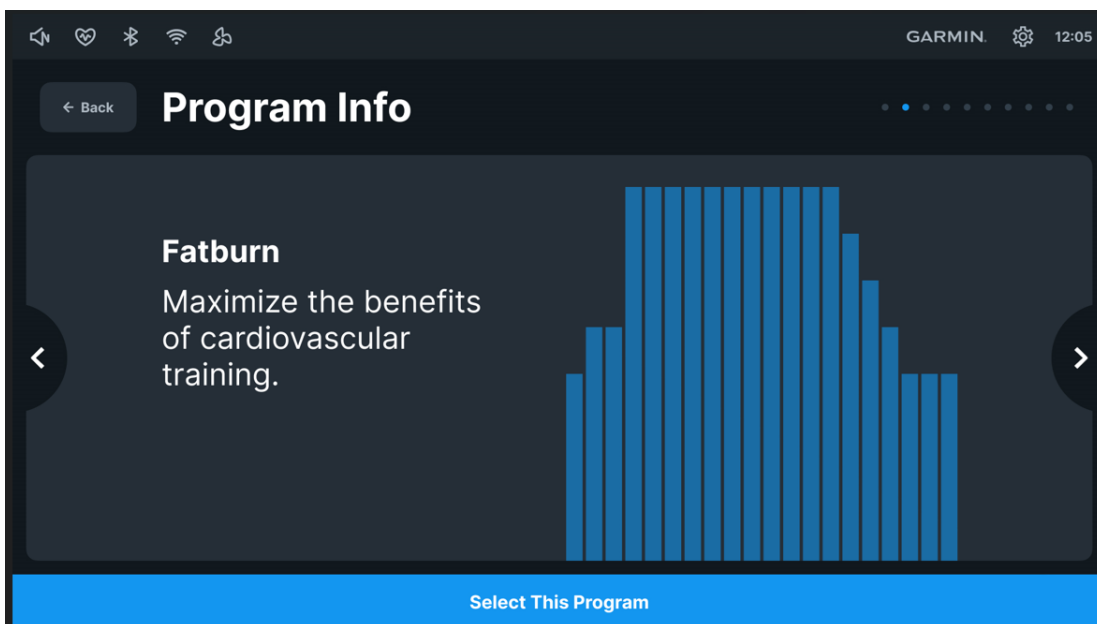 GARMIN.
12:05
← Back
Program Info
Fatburn
Maximize the benefits
of cardiovascular
training.
Select This Program